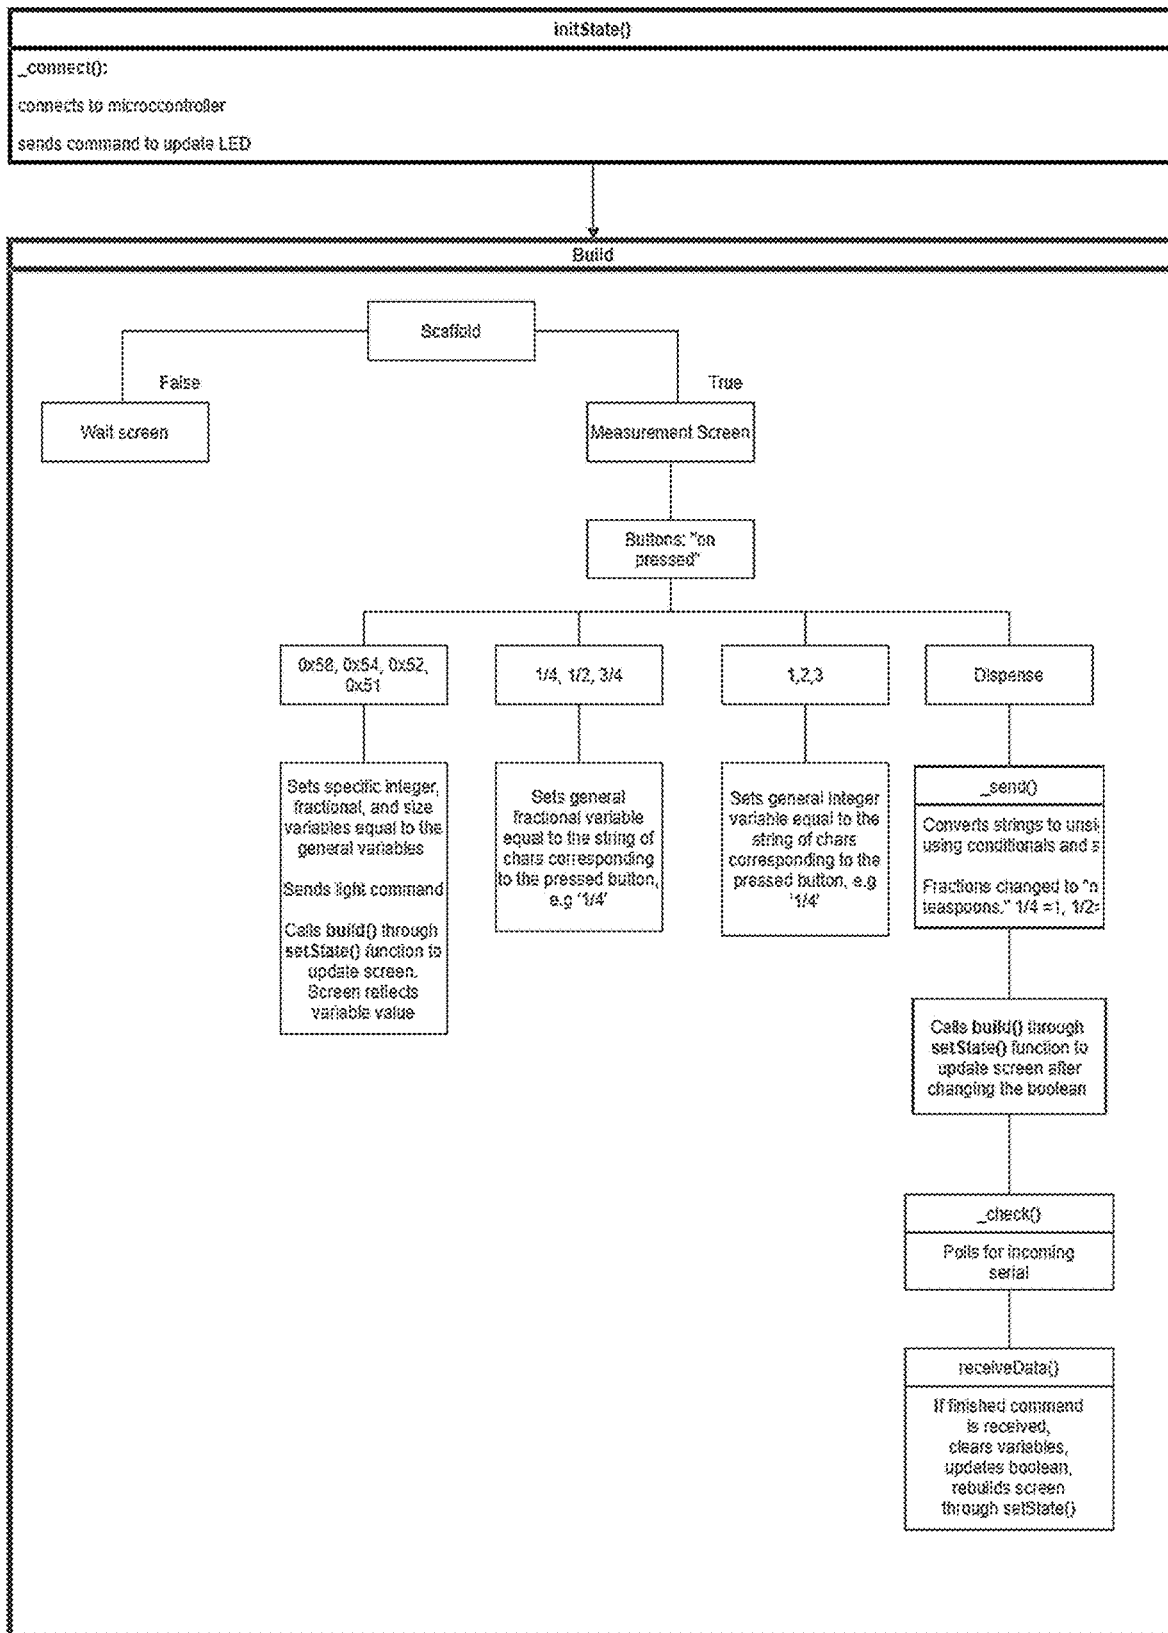 initState()
_connect():
connects to microccontroller
sends command to update LED
Build
Scaffold
False
True
Wait screen
Measurement Screen
Buttons: "on
pressed"
0x58, 0x54, 0x52,
0x51
1/4, 1/2, 3/4
1,2,3
Dispense
Sets specific integer,
fractional, and size
variables equal to the
general variables
Sends light command
Calls build() through
setState() function to
update screen.
Screen reflects
variable value
Sets general
fractional variable
equal to the string of
chars corresponding
to the pressed button,
e.g '1/4'
Sets general integer
variable equal to the
string of chars
corresponding to the
pressed button, e.g
'1/4'
_send()
Converts strings to unsi
using conditionals and s
Fractions changed to "n
teaspoons." 1/4 =1, 1/2=
Calls build() through
setState() function to
update screen after
changing the boolean
_check()
Polls for incoming
serial
receiveData()
If finished command
is received,
clears variables,
updates boolean,
rebuilds screen
through setState()